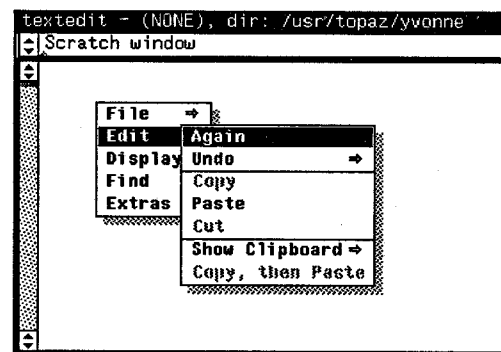 textedit - (NONE), dir: /usr/topaz/yvonne
Scratch window
File ⇒
Edit
Display
Find
Extras
Again
Undo ⇒
Copy
Paste
Cut
Show Clipboard ⇒
Copy, then Paste